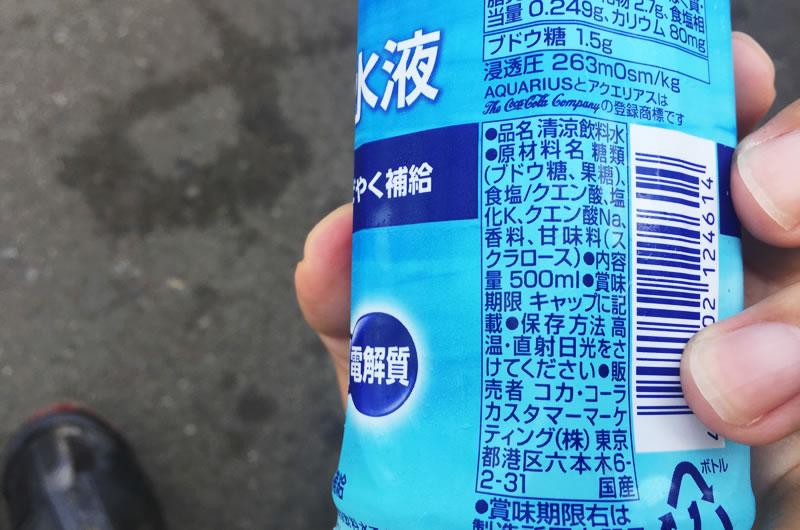 水液
やく補給
電解質
物 2.7g、食塩相
当量 0.249g、カリウム 80mg
ブドウ糖 1.5g
浸透圧 263mOsm/kg
AQUARIUSとアクエリアスは
The Coca-Cola Companyの登録商標です
●品名 清涼飲料水
●原材料名 糖類
(ブドウ糖、果糖)、
食塩/クエン酸、塩
化K、クエン酸Na、
香料、甘味料(ス
クラロース)●内容
量 500ml●賞味
期限 キャップに記
載●保存方法 高
温・直射日光をさ
けてください●販
売者 コカ・コーラ
カスタマーマーケ
ティング(株) 東京
都港区六本木6-
2-31 国産
●賞味期限右は
02 124614
ボトル